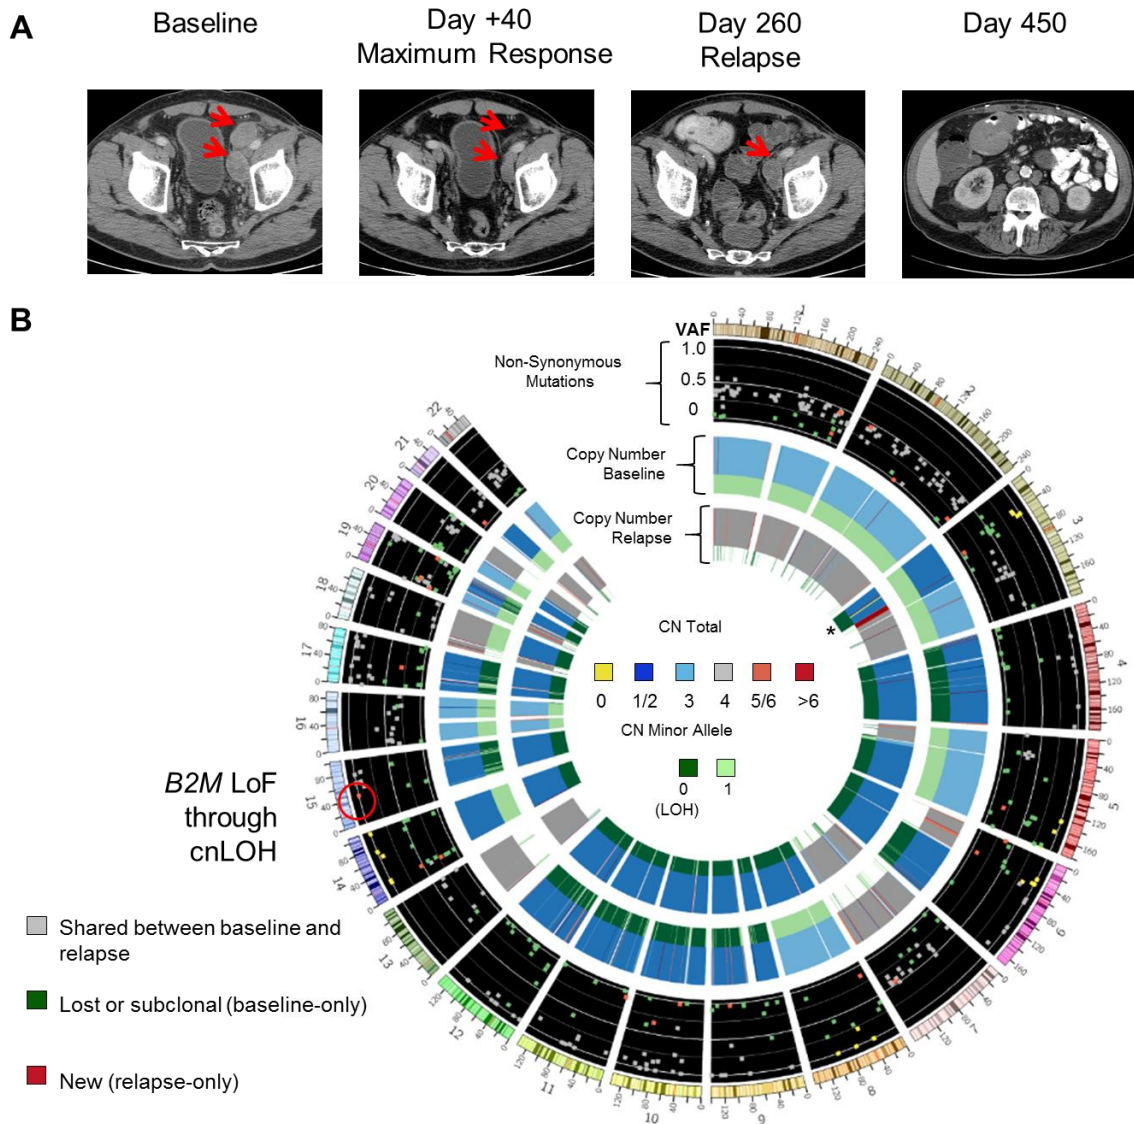 A
Baseline
Day +40
Maximum Response
Day 260
Relapse
Day 450
B
VAF
1.0
0.5
0
Non-Synonymous
Mutations
Copy Number
Baseline
Copy Number
Relapse
CN Total
0
1/2
3
4
5/6
>6
CN Minor Allele
0
1
(LOH)
*
B2M LoF
through
cnLOH
Shared between baseline and
relapse
Lost or subclonal (baseline-only)
New (relapse-only)
1
2
3
4
5
6
7
8
9
10
11
12
13
14
15
16
17
18
19
20
21
22